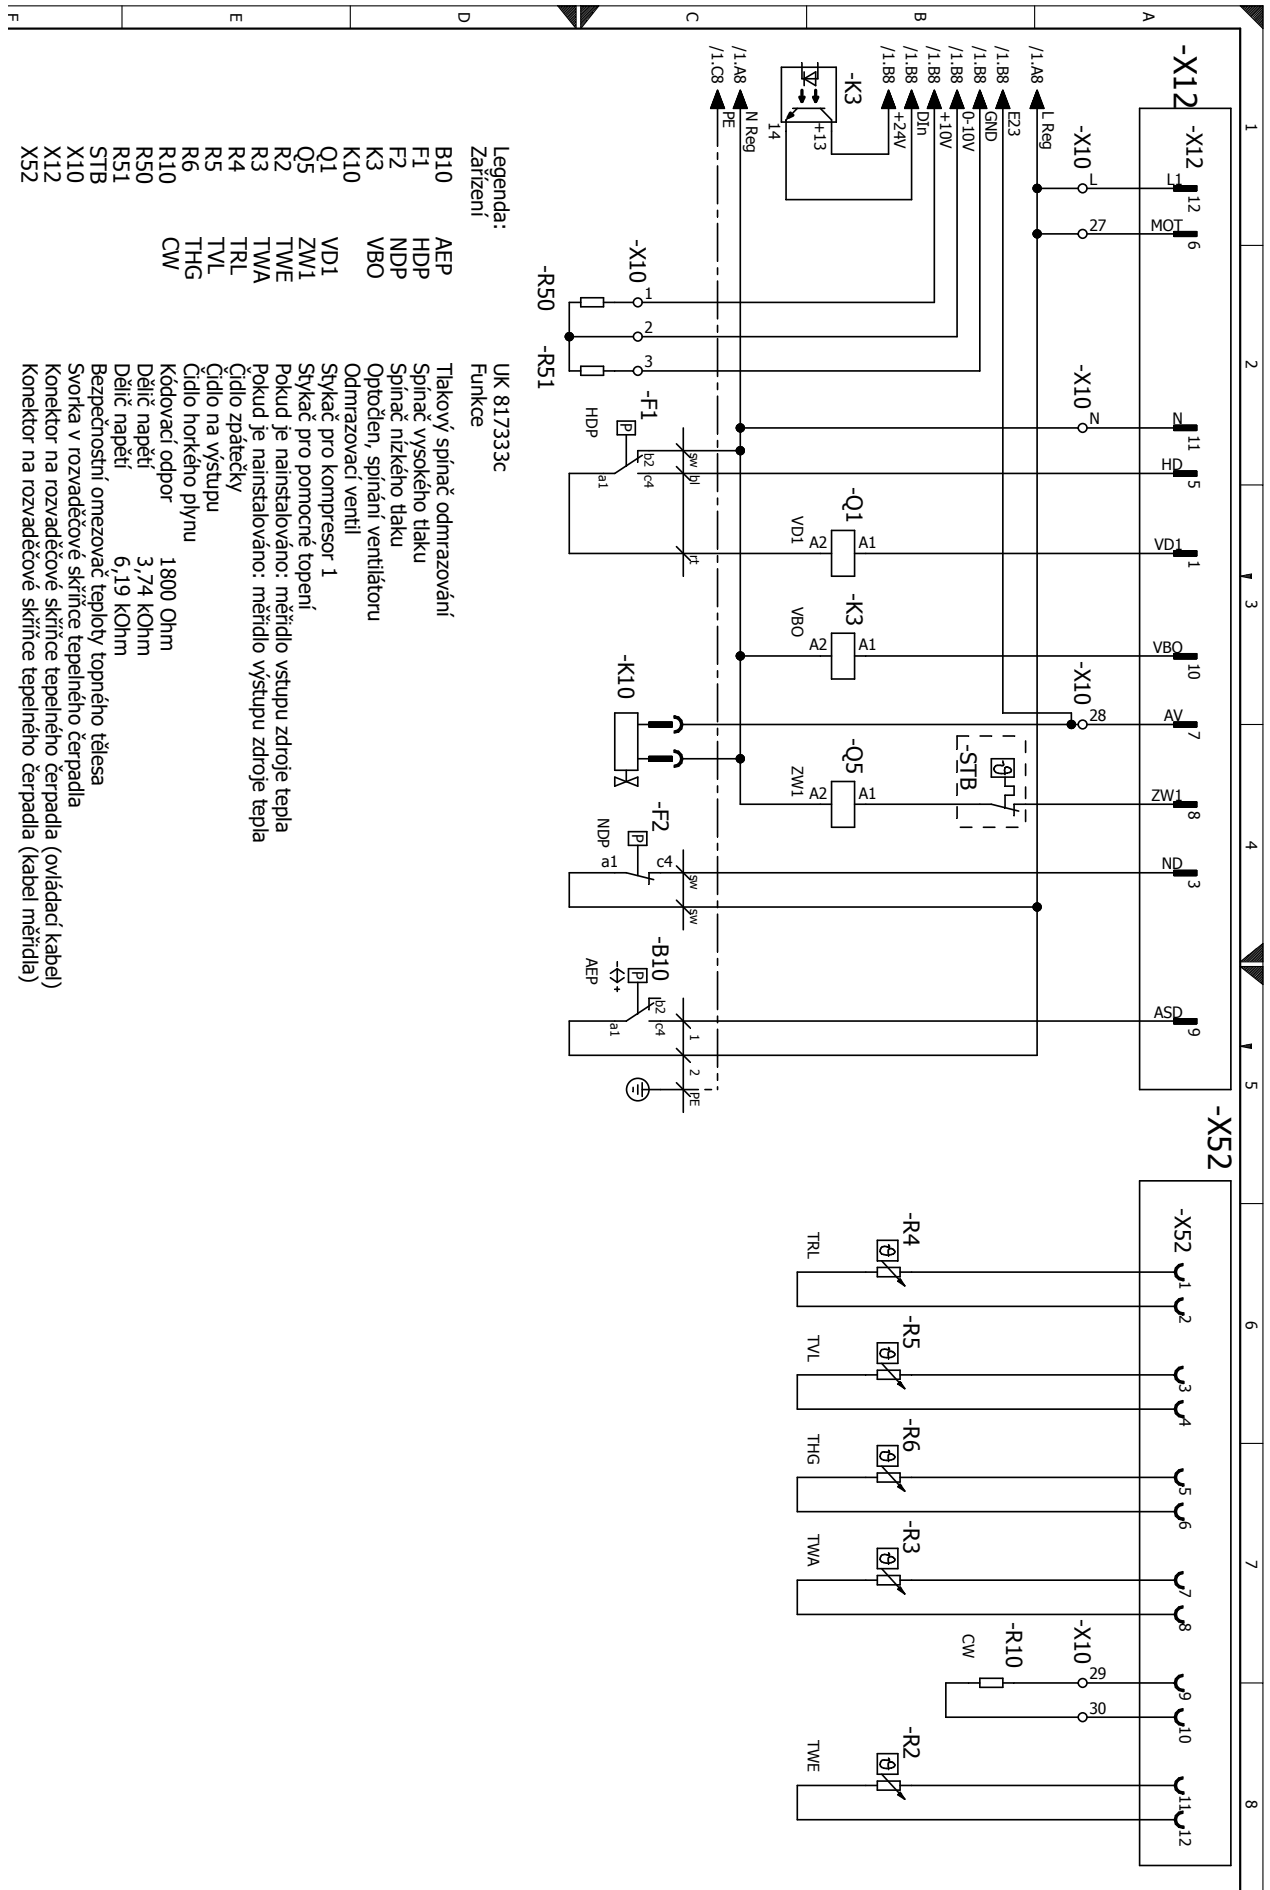 1
2
3
4
5
6
7
8
A
B
C
D
E
F
-X12
-X12
L1
12
MOT
6
N
11
HD
5
VD1
1
VBO
10
AV
7
ZW1
8
ND
3
ASD
9
-X10
L
27
-X10
N
-X10
28
/1.A8
L Reg
/1.B8
E23
/1.B8
GND
/1.B8
0-10V
/1.B8
+10V
/1.B8
DIn
/1.B8
+24V
-K3
+13
14
/1.A8
N Reg
/1.C8
PE
-X10
1
2
3
-R50
-R51
-F1
P
HDP
b2
c4
a1
sw
bl
rt
-Q1
A1
A2
VD1
-K3
A1
A2
VBO
-K10
-Q5
A1
A2
ZW1
-STB
-F2
P
NDP
a1
c4
sw
sw
-B10
P
AEP
b2
c4
a1
1
2
PE
-X52
-X52
1
2
3
4
5
6
7
8
9
10
11
12
-R4
TRL
-R5
TVL
-R6
THG
-R3
TWA
-X10
29
30
-R10
CW
-R2
TWE
Legenda: UK 817333c
Zařízení Funkce
B10 AEP Tlakový spínač odmrazování
F1 HDP Spínač vysokého tlaku
F2 NDP Spínač nízkého tlaku
K3 VBO Optočlen, spínání ventilátoru
K10 Odmrazovací ventil
Q1 VD1 Stykač pro kompresor 1
Q5 ZW1 Stykač pro pomocné topení
R2 TWE Pokud je nainstalováno: měřidlo vstupu zdroje tepla
R3 TWA Pokud je nainstalováno: měřidlo výstupu zdroje tepla
R4 TRL Čidlo zpátečky
R5 TVL Čidlo na výstupu
R6 THG Čidlo horkého plynu
R10 CW Kódovací odpor 1800 Ohm
R50 Dělič napětí 3,74 kOhm
R51 Dělič napětí 6,19 kOhm
STB Bezpečnostní omezovač teploty topného tělesa
X10 Svorka v rozvaděčové skříňce tepelného čerpadla
X12 Konektor na rozvaděčové skříňce tepelného čerpadla (ovládací kabel)
X52 Konektor na rozvaděčové skříňce tepelného čerpadla (kabel měřidla)